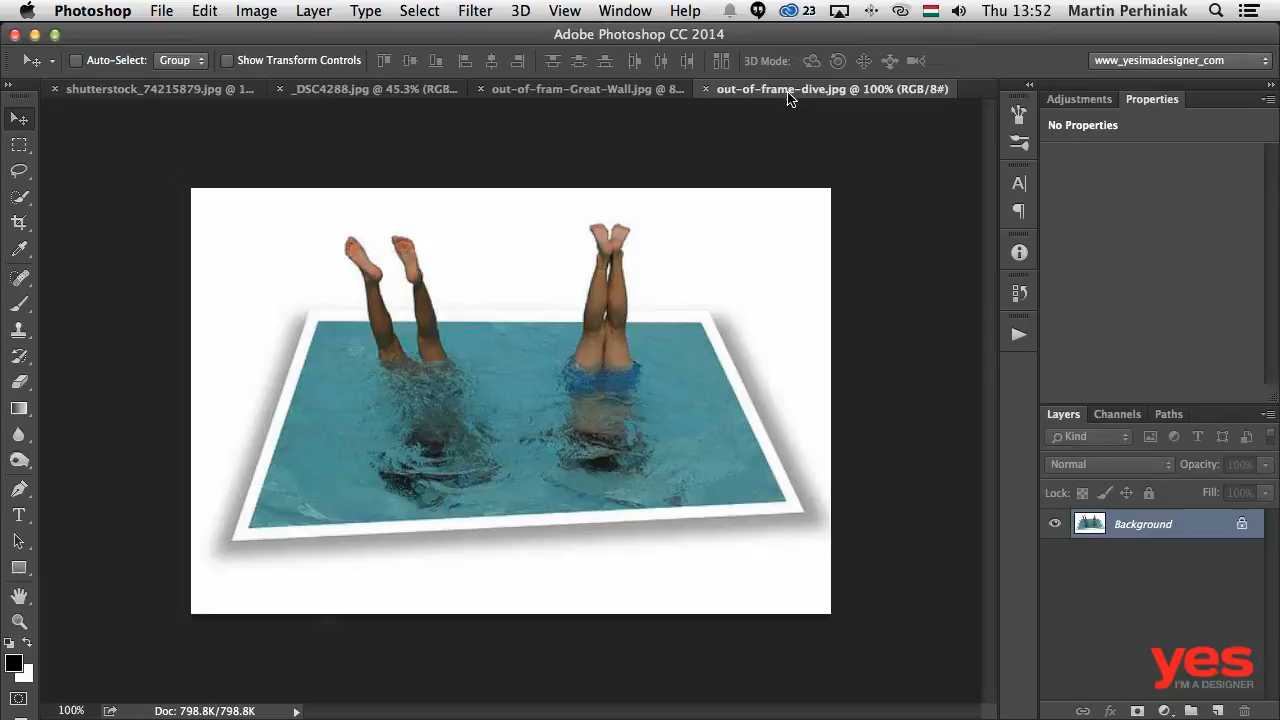 Photoshop File Edit Image Layer Type Select Filter 3D View Window Help 23 Thu 13:52 Martin Perhiniak
Adobe Photoshop CC 2014
Auto-Select: Group Show Transform Controls 3D Mode: www_yesimadesigner_com
shutterstock_74215879.jpg @ 1... _DSC4288.jpg @ 45.3% (RGB... out-of-fram-Great-Wall.jpg @ 8... out-of-frame-dive.jpg @ 100% (RGB/8#)
Adjustments Properties
No Properties
Layers Channels Paths
Kind
Normal Opacity: 100%
Lock: Fill: 100%
Background
yes
I'M A DESIGNER
100% Doc: 798.8K/798.8K